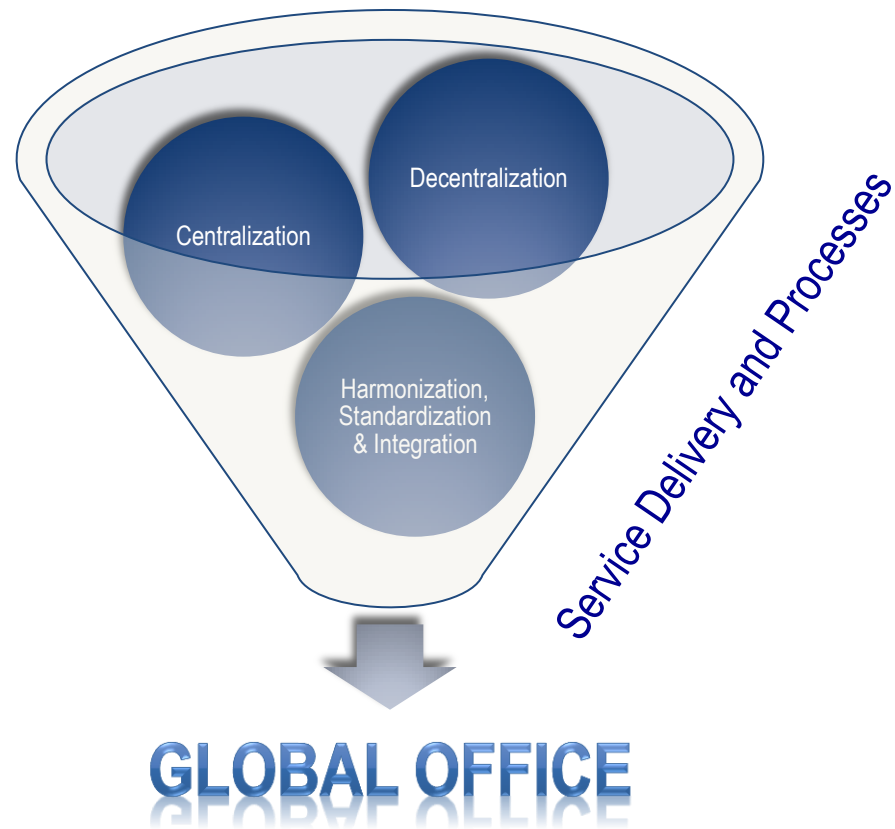 Decentralization
Centralization
Harmonization,
Standardization
& Integration
Service Delivery and Processes
GLOBAL OFFICE